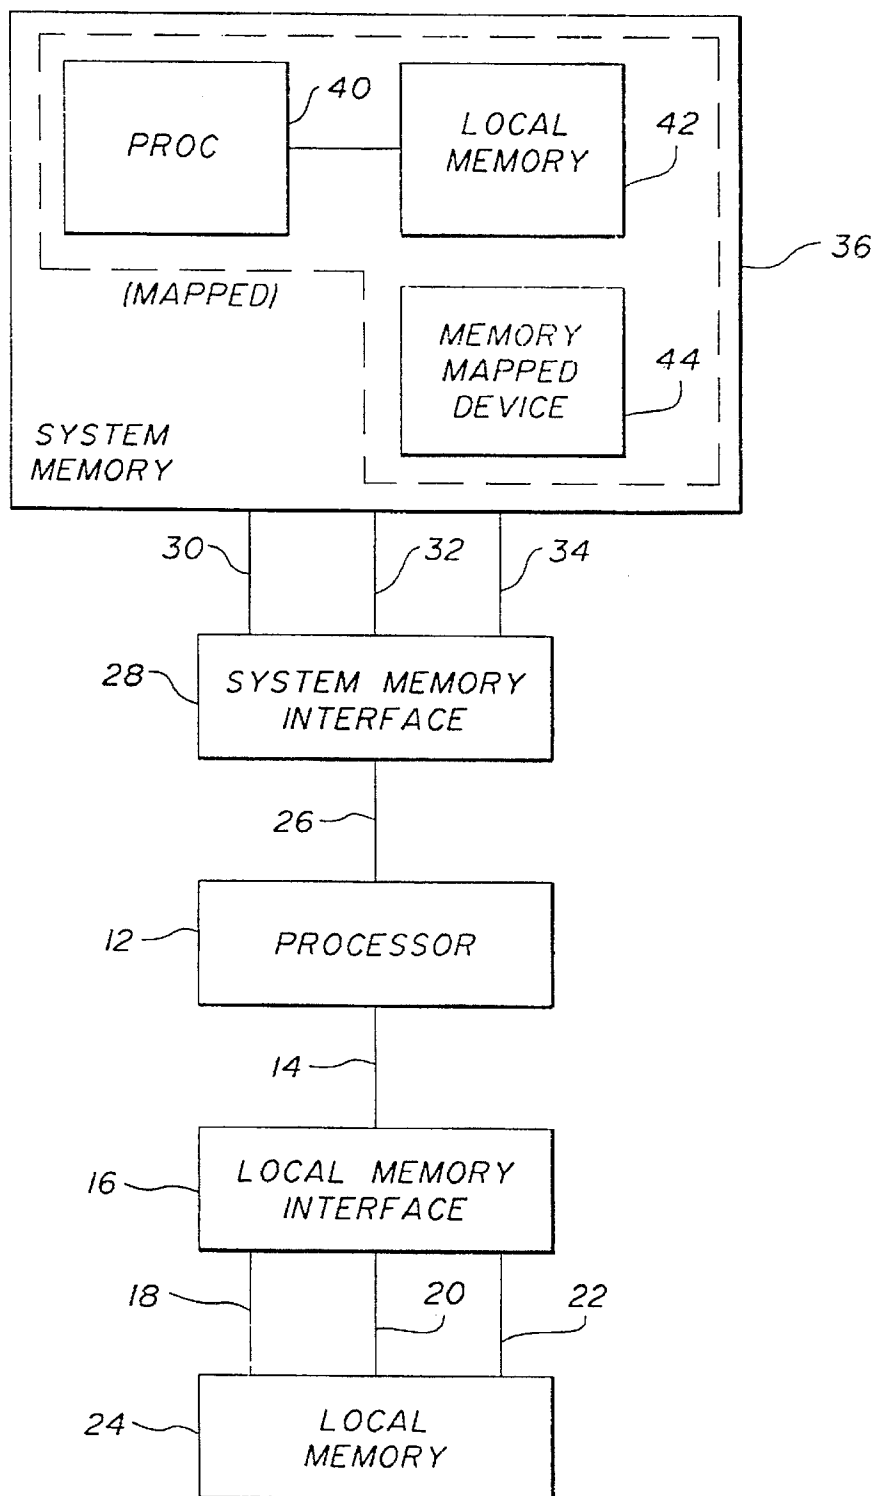 PROC
40
LOCAL
MEMORY
42
36
(MAPPED)
MEMORY
MAPPED
DEVICE
44
SYSTEM
MEMORY
30
32
34
28
SYSTEM MEMORY
INTERFACE
26
12
PROCESSOR
14
16
LOCAL MEMORY
INTERFACE
18
20
22
24
LOCAL
MEMORY